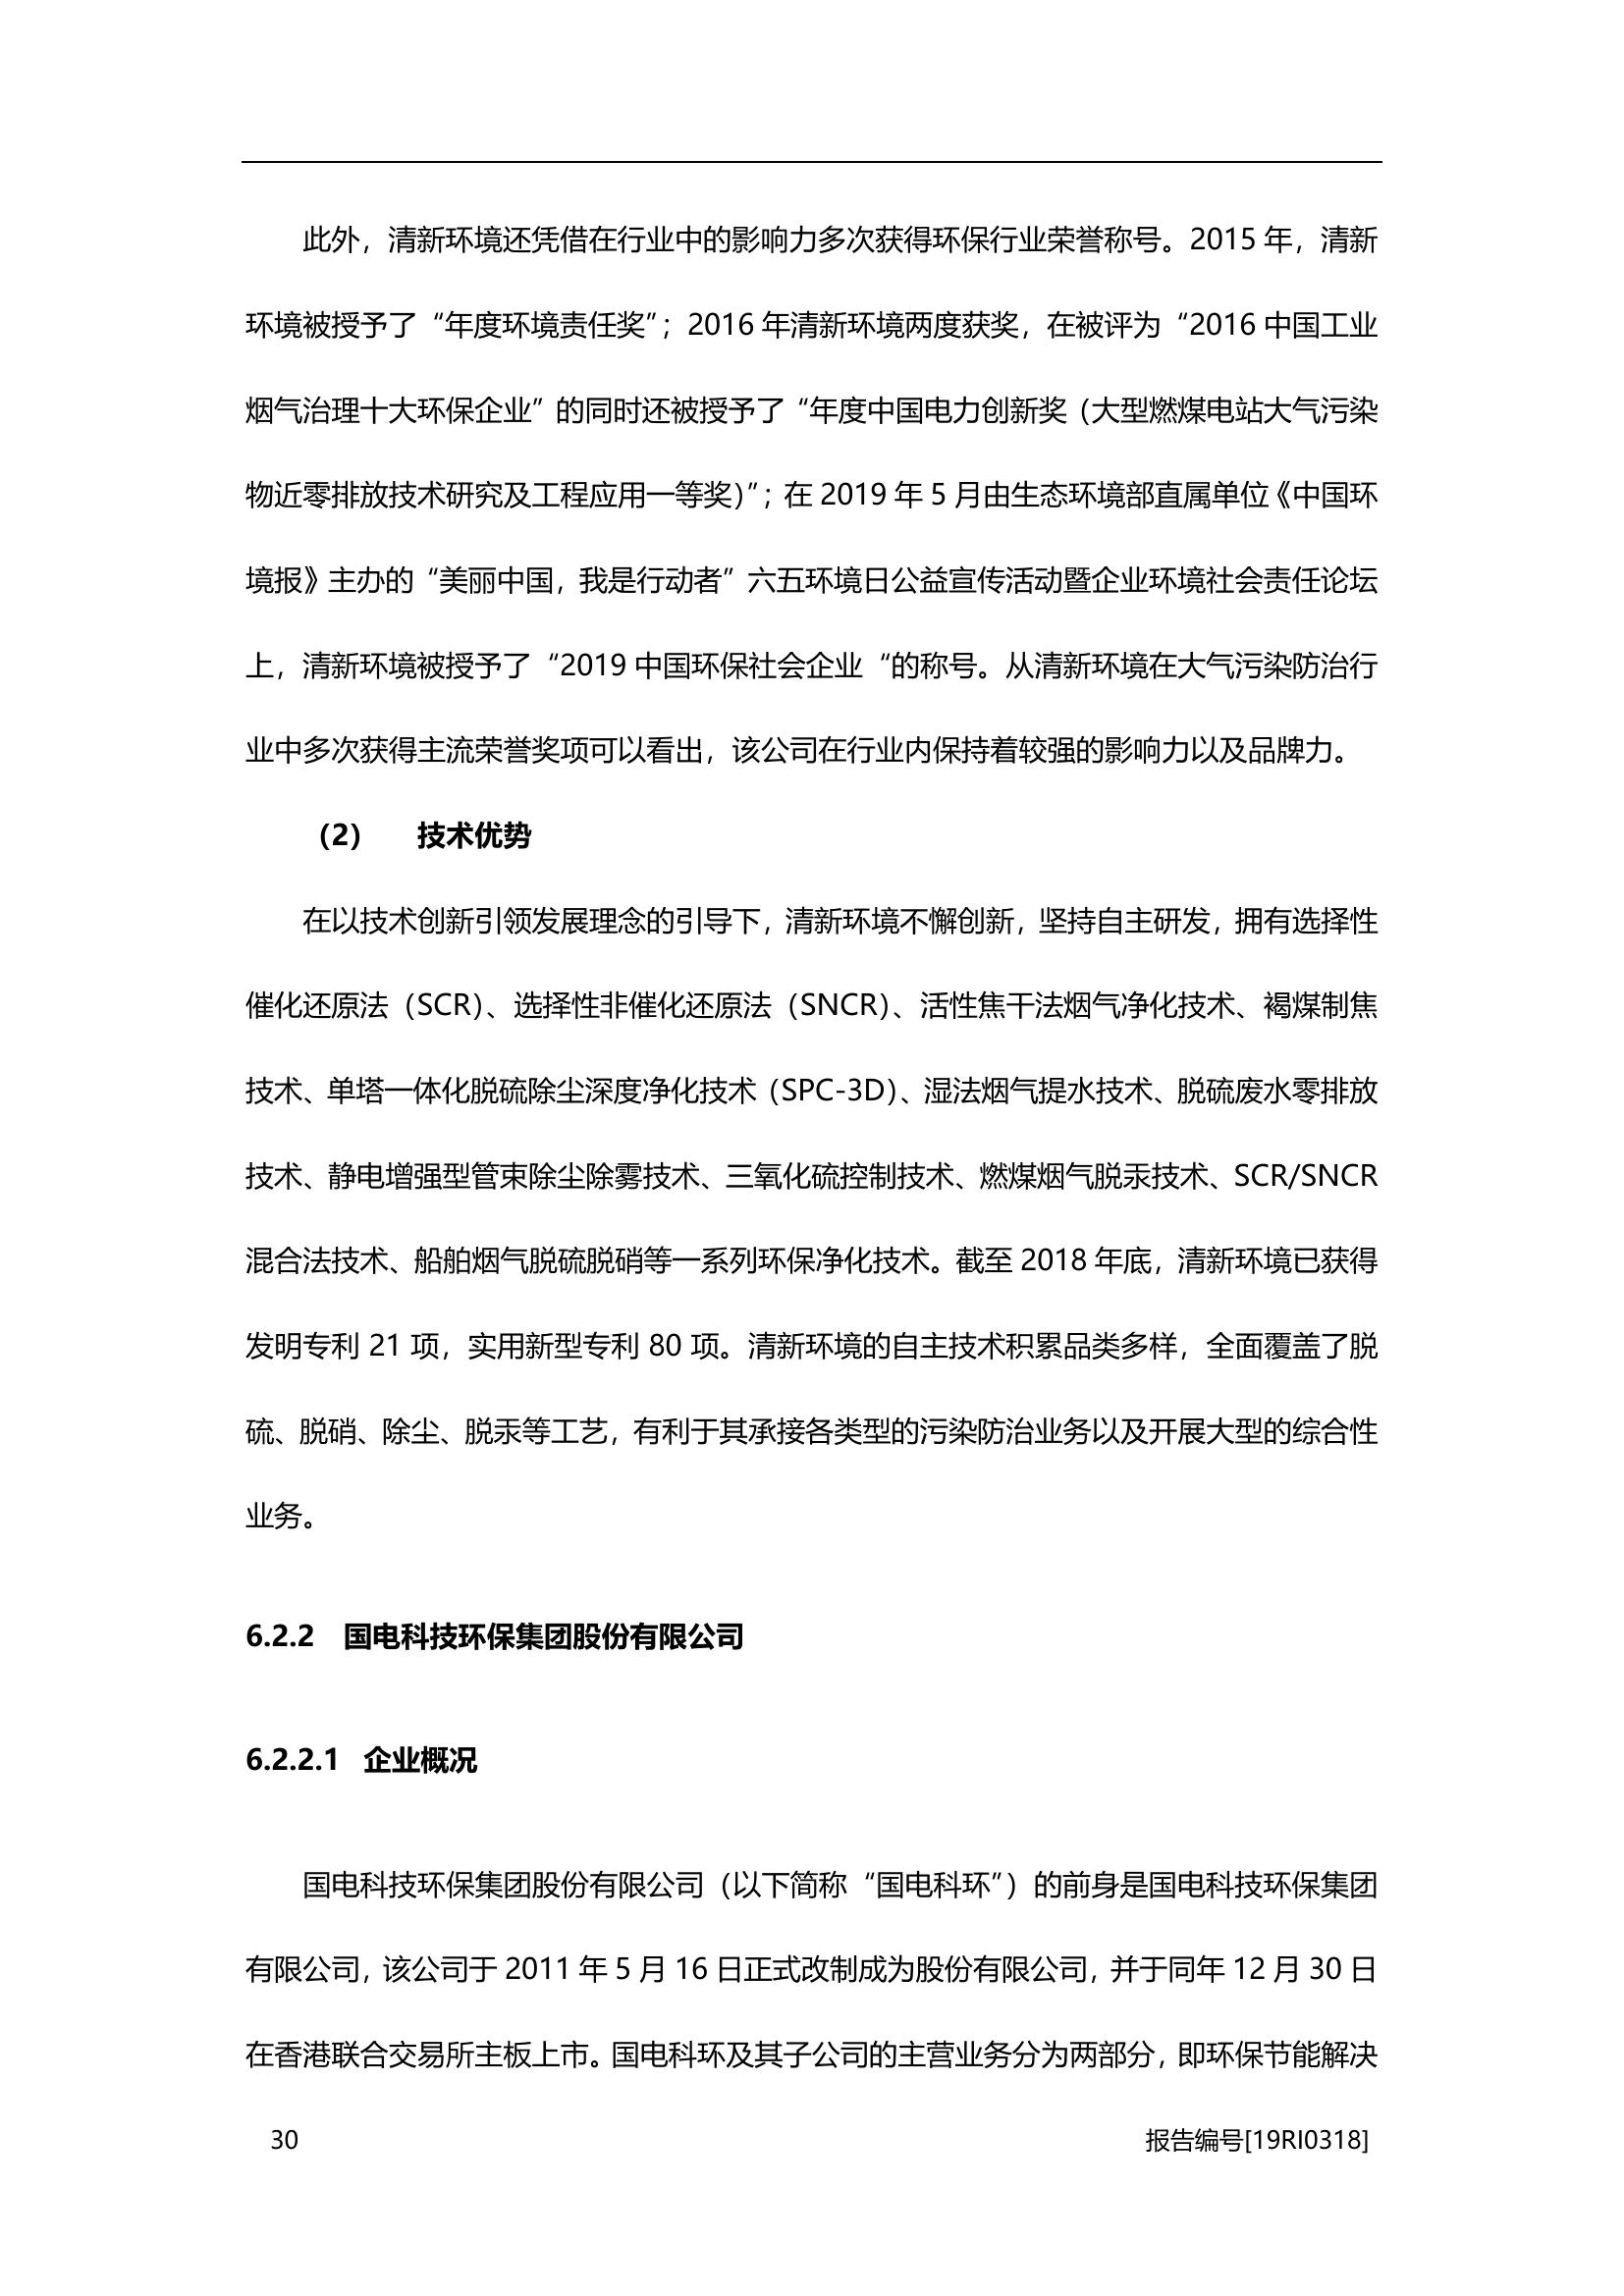 此外，清新环境还凭借在行业中的影响力多次获得环保行业荣誉称号。2015 年，清新
环境被授予了“年度环境责任奖”；2016 年清新环境两度获奖，在被评为“2016 中国工业
烟气治理十大环保企业”的同时还被授予了“年度中国电力创新奖（大型燃煤电站大气污染
物近零排放技术研究及工程应用一等奖）”；在 2019 年 5 月由生态环境部直属单位《中国环
境报》主办的“美丽中国，我是行动者”六五环境日公益宣传活动暨企业环境社会责任论坛
上，清新环境被授予了“2019 中国环保社会企业“的称号。从清新环境在大气污染防治行
业中多次获得主流荣誉奖项可以看出，该公司在行业内保持着较强的影响力以及品牌力。
（2） 技术优势
在以技术创新引领发展理念的引导下，清新环境不懈创新，坚持自主研发，拥有选择性
催化还原法（SCR）、选择性非催化还原法（SNCR）、活性焦干法烟气净化技术、褐煤制焦
技术、单塔一体化脱硫除尘深度净化技术（SPC-3D）、湿法烟气提水技术、脱硫废水零排放
技术、静电增强型管束除尘除雾技术、三氧化硫控制技术、燃煤烟气脱汞技术、SCR/SNCR
混合法技术、船舶烟气脱硫脱硝等一系列环保净化技术。截至 2018 年底，清新环境已获得
发明专利 21 项，实用新型专利 80 项。清新环境的自主技术积累品类多样，全面覆盖了脱
硫、脱硝、除尘、脱汞等工艺，有利于其承接各类型的污染防治业务以及开展大型的综合性
业务。
6.2.2 国电科技环保集团股份有限公司
6.2.2.1 企业概况
国电科技环保集团股份有限公司（以下简称“国电科环”）的前身是国电科技环保集团
有限公司，该公司于 2011 年 5 月 16 日正式改制成为股份有限公司，并于同年 12 月 30 日
在香港联合交易所主板上市。国电科环及其子公司的主营业务分为两部分，即环保节能解决
30 报告编号[19RI0318]